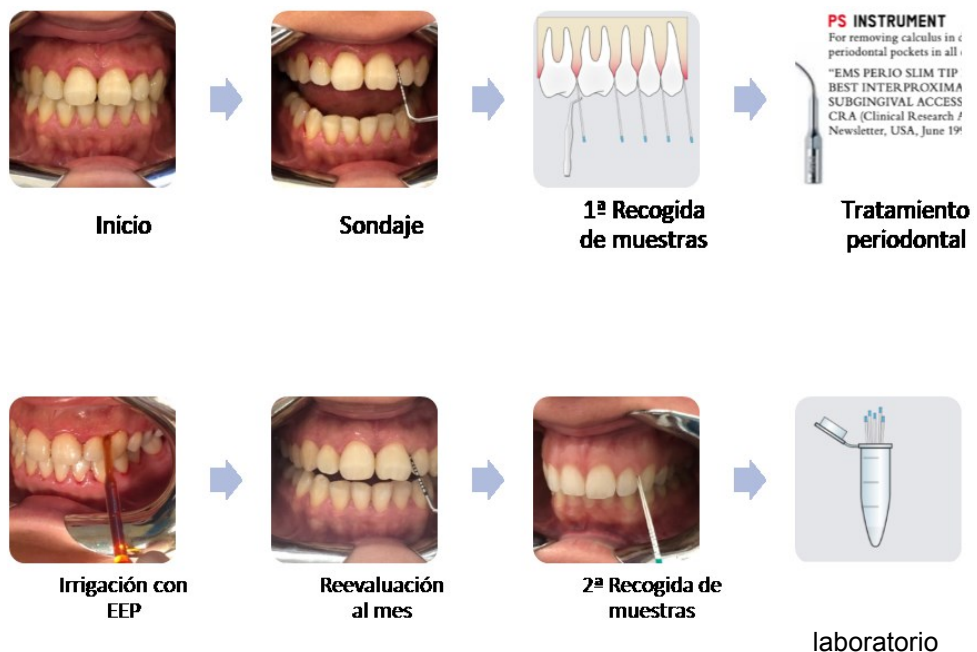 PS INSTRUMENT
For removing calculus in
periodontal pockets in all
"EMS PERIO SLIM TIP
BEST INTERPROXIMA
SUBGINGIVAL ACCESS
CRA (Clinical Research
Newsletter, USA, June
Inicio
Sondaje
1ª Recogida
de muestras
Tratamiento
periodontal
Irrigación con
EEP
Reevaluación
al mes
2ª Recogida de
muestras
laboratorio